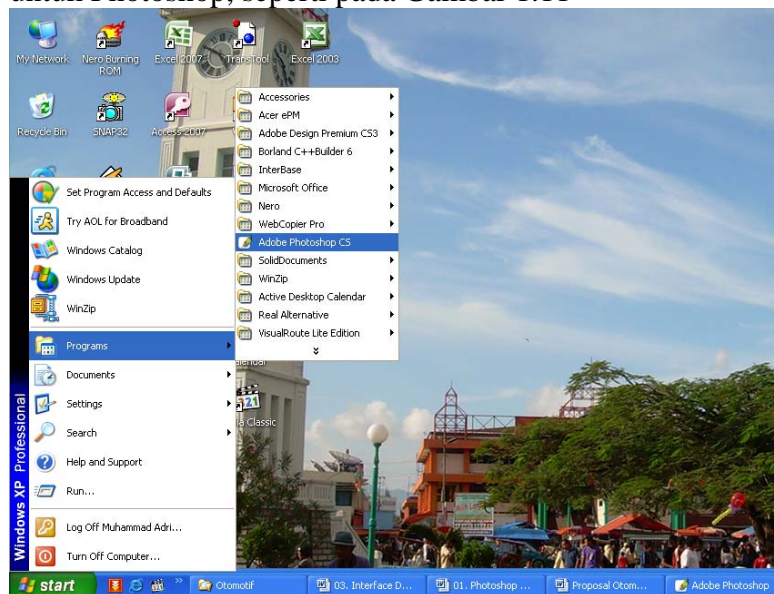 untuk Photoshop, seperti pada Gambar 1.11
My Network
Nero Burning
ROM
Excel 2007
TransTool
Excel 2003
Recycle Bin
SNAP32
Access 2007
Accessories
Acer ePM
Adobe Design Premium CS3
Borland C++Builder 6
InterBase
Microsoft Office
Nero
WebCopier Pro
Adobe Photoshop CS
SolidDocuments
WinZip
Active Desktop Calendar
Real Alternative
VisualRoute Lite Edition
Set Program Access and Defaults
Try AOL for Broadband
Windows Catalog
Windows Update
WinZip
Programs
Documents
Settings
Search
Help and Support
Run...
Log Off Muhammad Adri...
Turn Off Computer...
Windows XP Professional
Calendar
321
Classic
start
Otomotif
03. Interface D...
01. Photoshop ...
Proposal Otom...
Adobe Photoshop